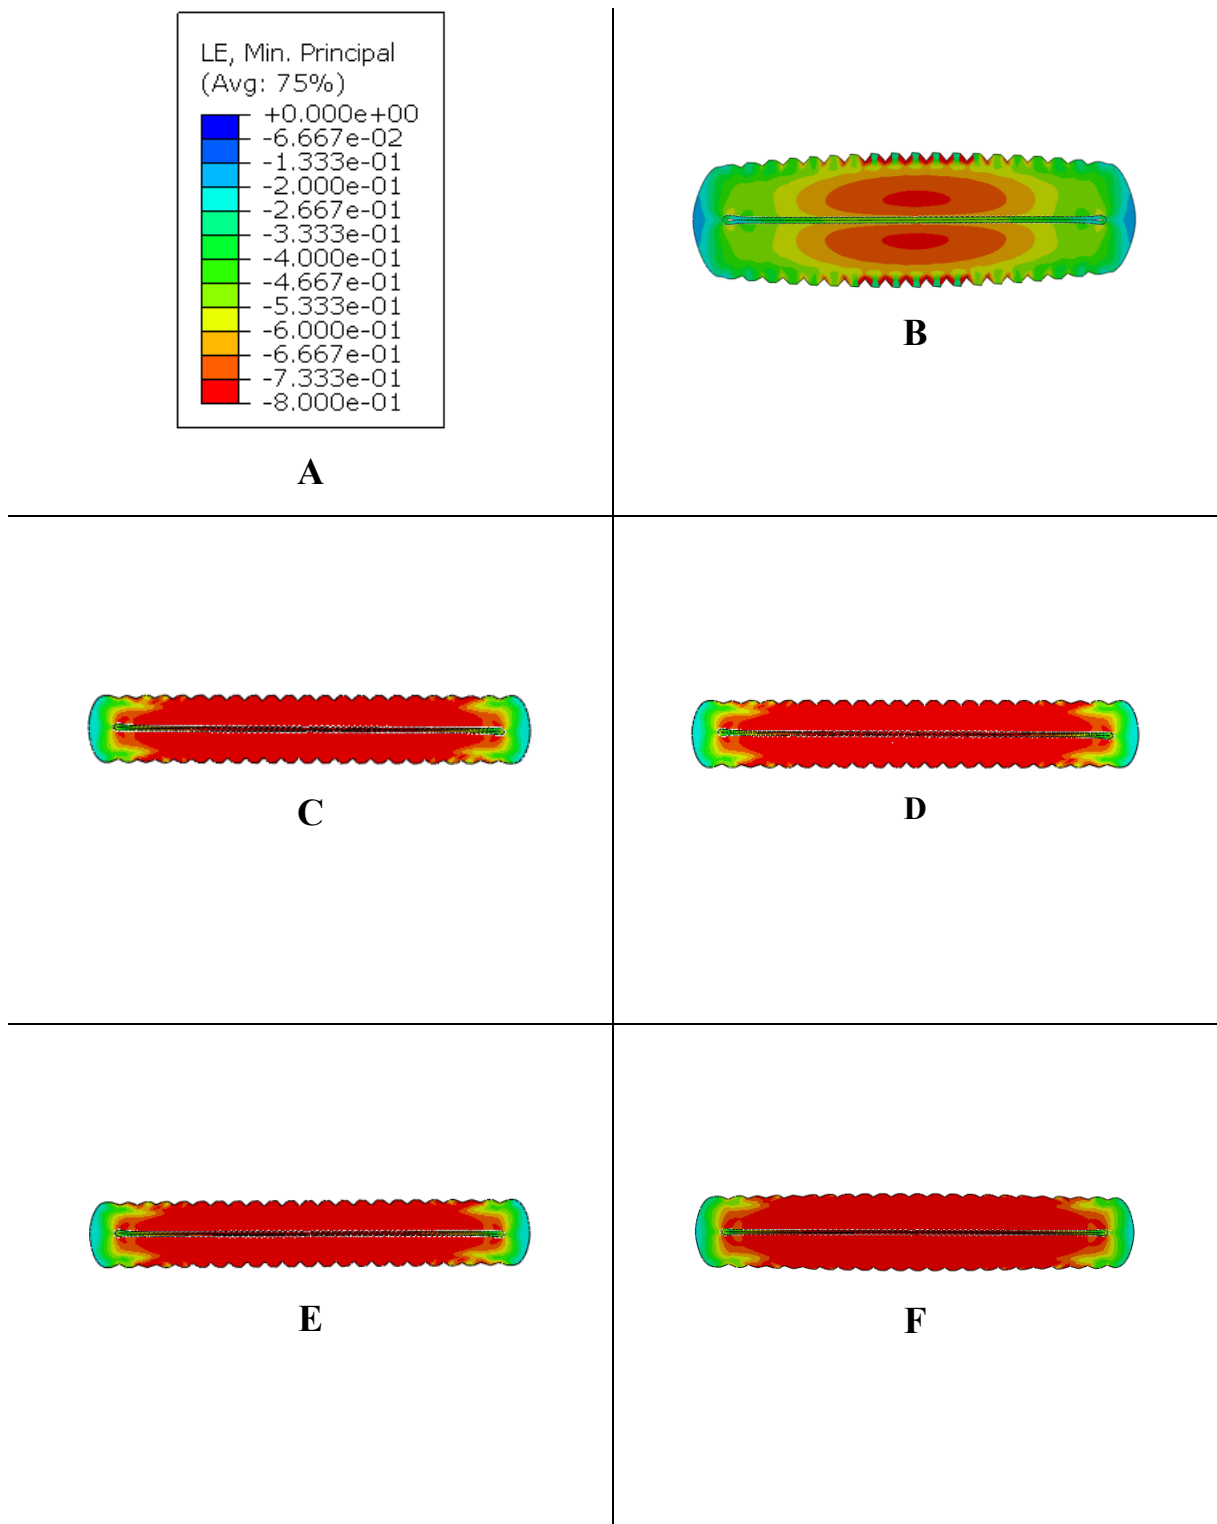 LE, Min. Principal
(Avg: 75%)
+0.000e+00
-6.667e-02
-1.333e-01
-2.000e-01
-2.667e-01
-3.333e-01
-4.000e-01
-4.667e-01
-5.333e-01
-6.000e-01
-6.667e-01
-7.333e-01
-8.000e-01
A
B
C
D
E
F